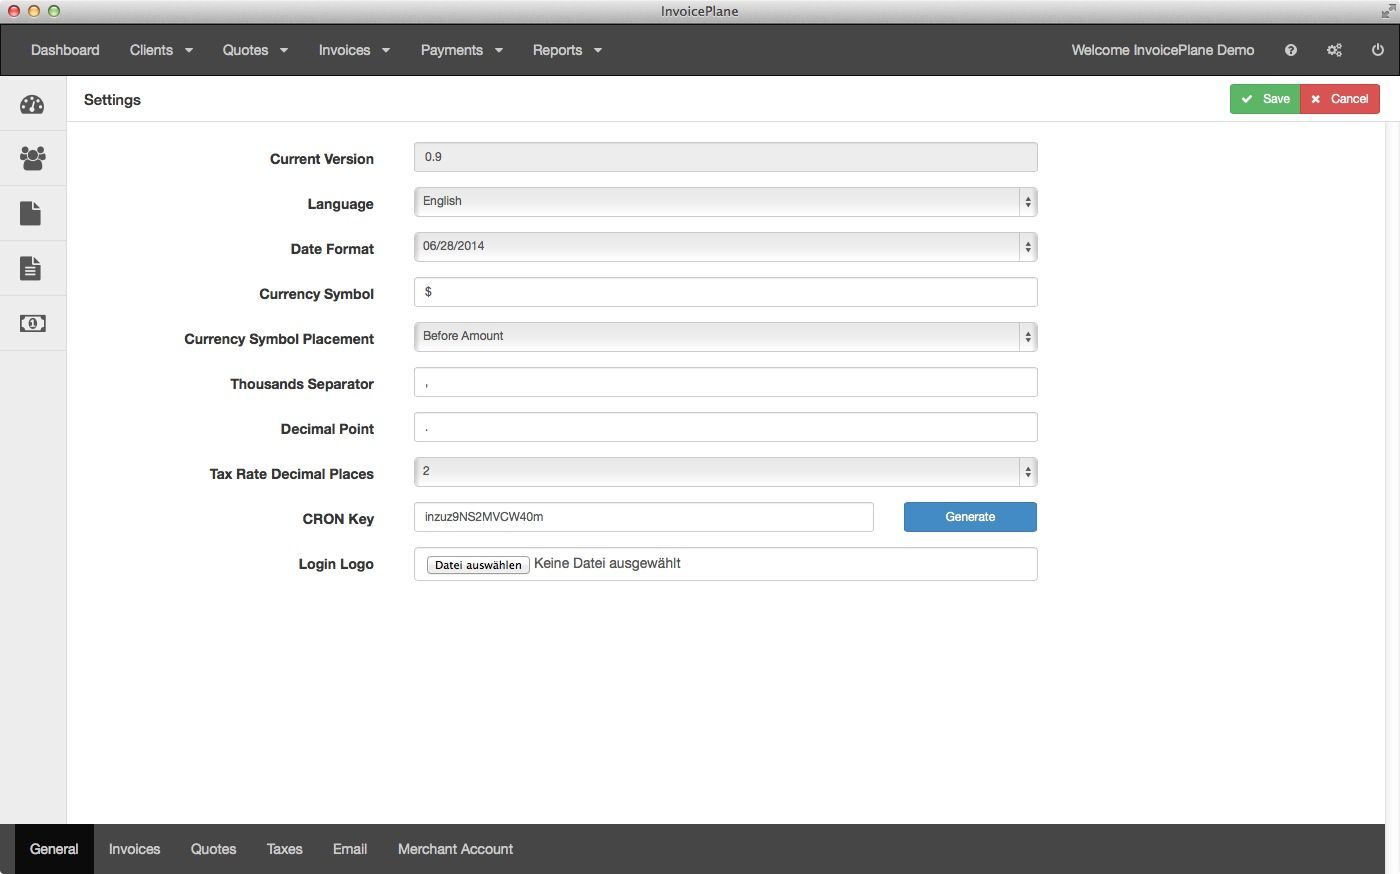 InvoicePlane
Dashboard Clients Quotes Invoices Payments Reports Welcome InvoicePlane Demo
Settings Save Cancel
Current Version 0.9
Language English
Date Format 06/28/2014
Currency Symbol $
Currency Symbol Placement Before Amount
Thousands Separator ,
Decimal Point .
Tax Rate Decimal Places 2
CRON Key inzuz9NS2MVCW40m Generate
Login Logo Datei auswählen Keine Datei ausgewählt
General Invoices Quotes Taxes Email Merchant Account